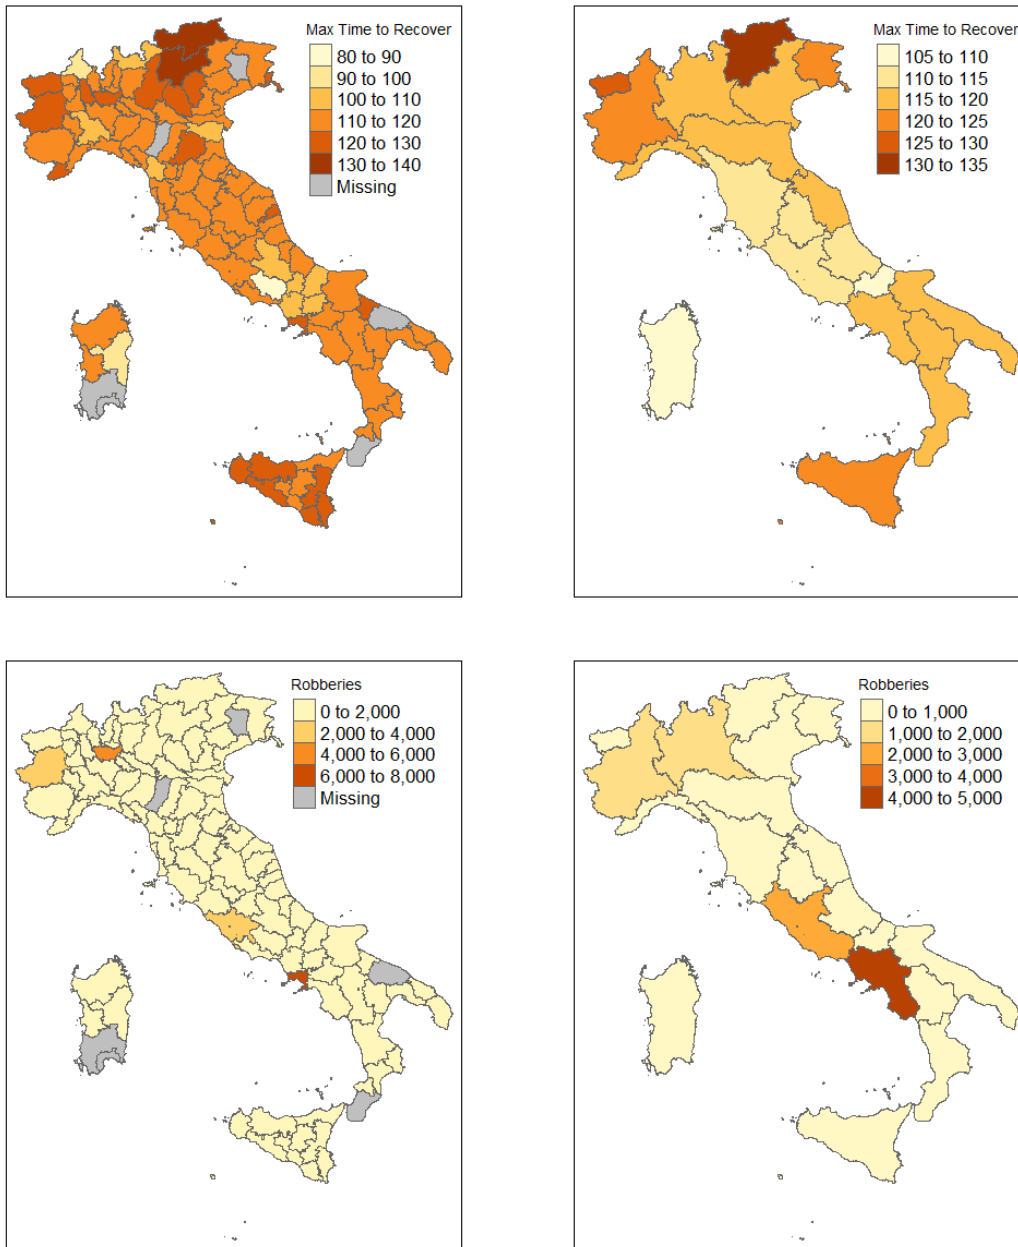 Max Time to Recover
80 to 90
90 to 100
100 to 110
110 to 120
120 to 130
130 to 140
Missing
Max Time to Recover
105 to 110
110 to 115
115 to 120
120 to 125
125 to 130
130 to 135
Robberies
0 to 2,000
2,000 to 4,000
4,000 to 6,000
6,000 to 8,000
Missing
Robberies
0 to 1,000
1,000 to 2,000
2,000 to 3,000
3,000 to 4,000
4,000 to 5,000